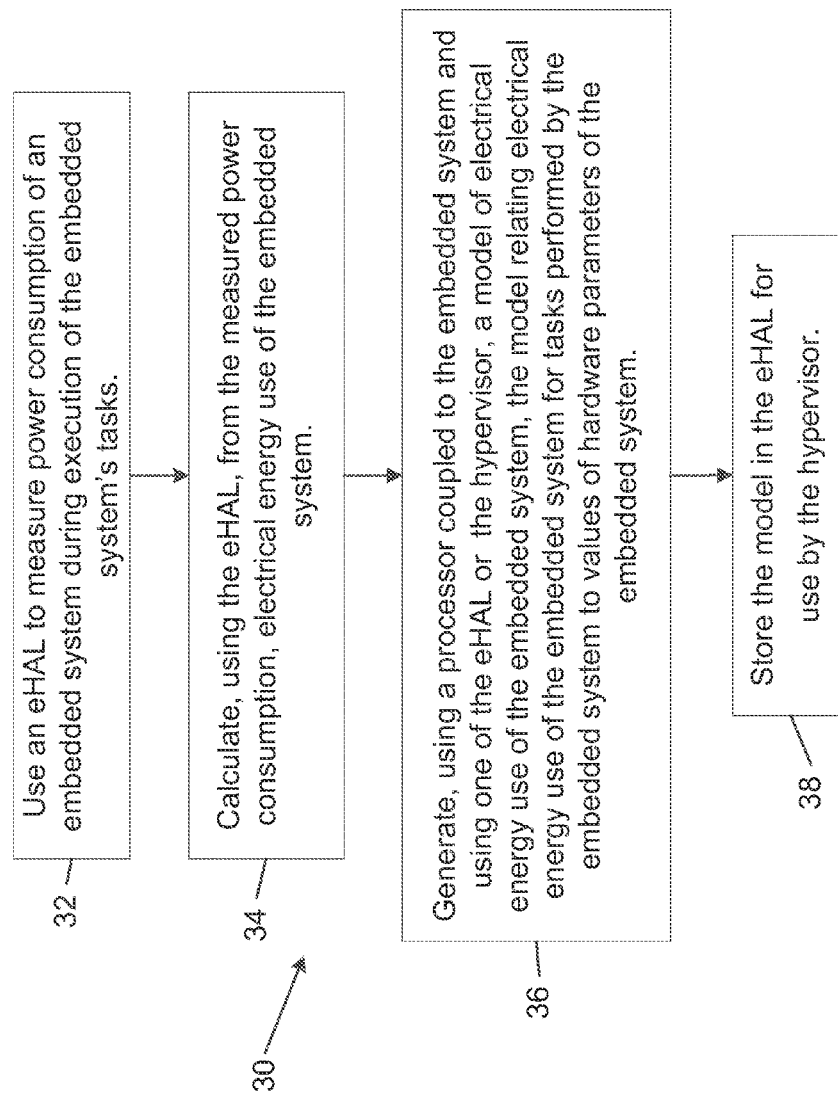 Use an eHAL to measure power consumption of an
embedded system during execution of the embedded
system's tasks.
32
Calculate, using the eHAL, from the measured power
consumption, electrical energy use of the embedded
system.
34
30
Generate, using a processor coupled to the embedded system and
using one of the eHAL or the hypervisor, a model of electrical
energy use of the embedded system, the model relating electrical
energy use of the embedded system for tasks performed by the
embedded system to values of hardware parameters of the
embedded system.
36
Store the model in the eHAL for
use by the hypervisor.
38